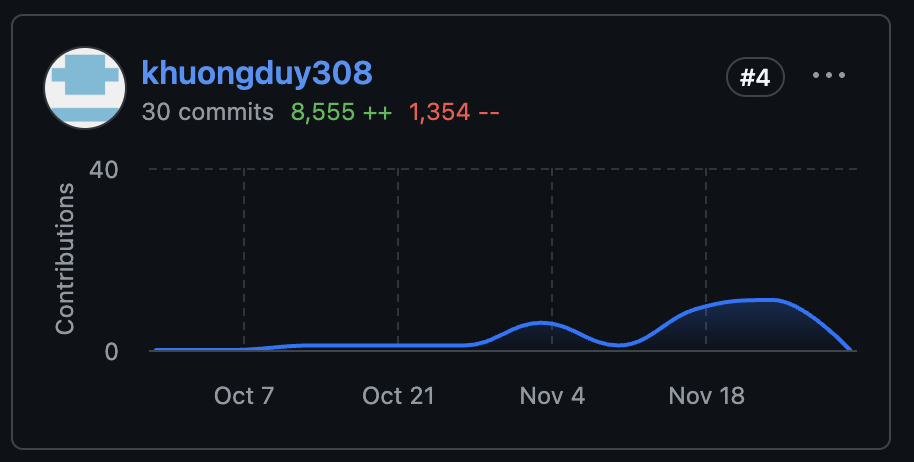 khuongduy308
#4
30 commits 8,555 ++ 1,354 --
Contributions
40
0
Oct 7 Oct 21 Nov 4 Nov 18